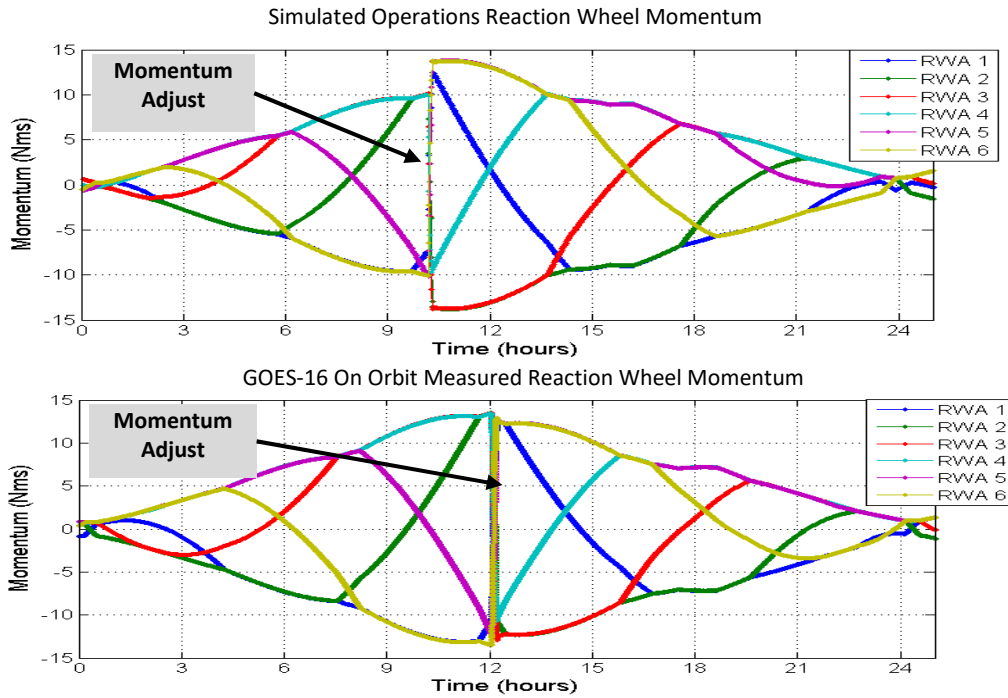 Simulated Operations Reaction Wheel Momentum
Momentum
Adjust
Momentum (Nms)
15
10
5
0
-5
-10
-15
RWA 1
RWA 2
RWA 3
RWA 4
RWA 5
RWA 6
0 3 6 9 12 15 18 21 24
Time (hours)
GOES-16 On Orbit Measured Reaction Wheel Momentum
Momentum
Adjust
Momentum (Nms)
15
10
5
0
-5
-10
-15
RWA 1
RWA 2
RWA 3
RWA 4
RWA 5
RWA 6
0 3 6 9 12 15 18 21 24
Time (hours)